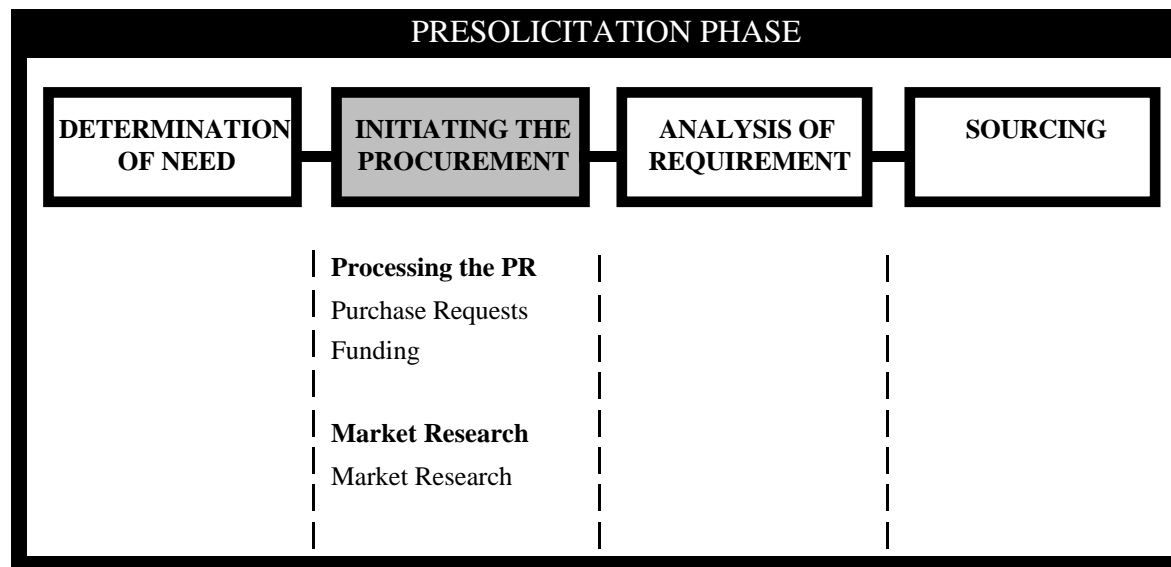 PRESOLICITATION PHASE
DETERMINATION
OF NEED
INITIATING THE
PROCUREMENT
ANALYSIS OF
REQUIREMENT
SOURCING
Processing the PR
Purchase Requests
Funding
Market Research
Market Research